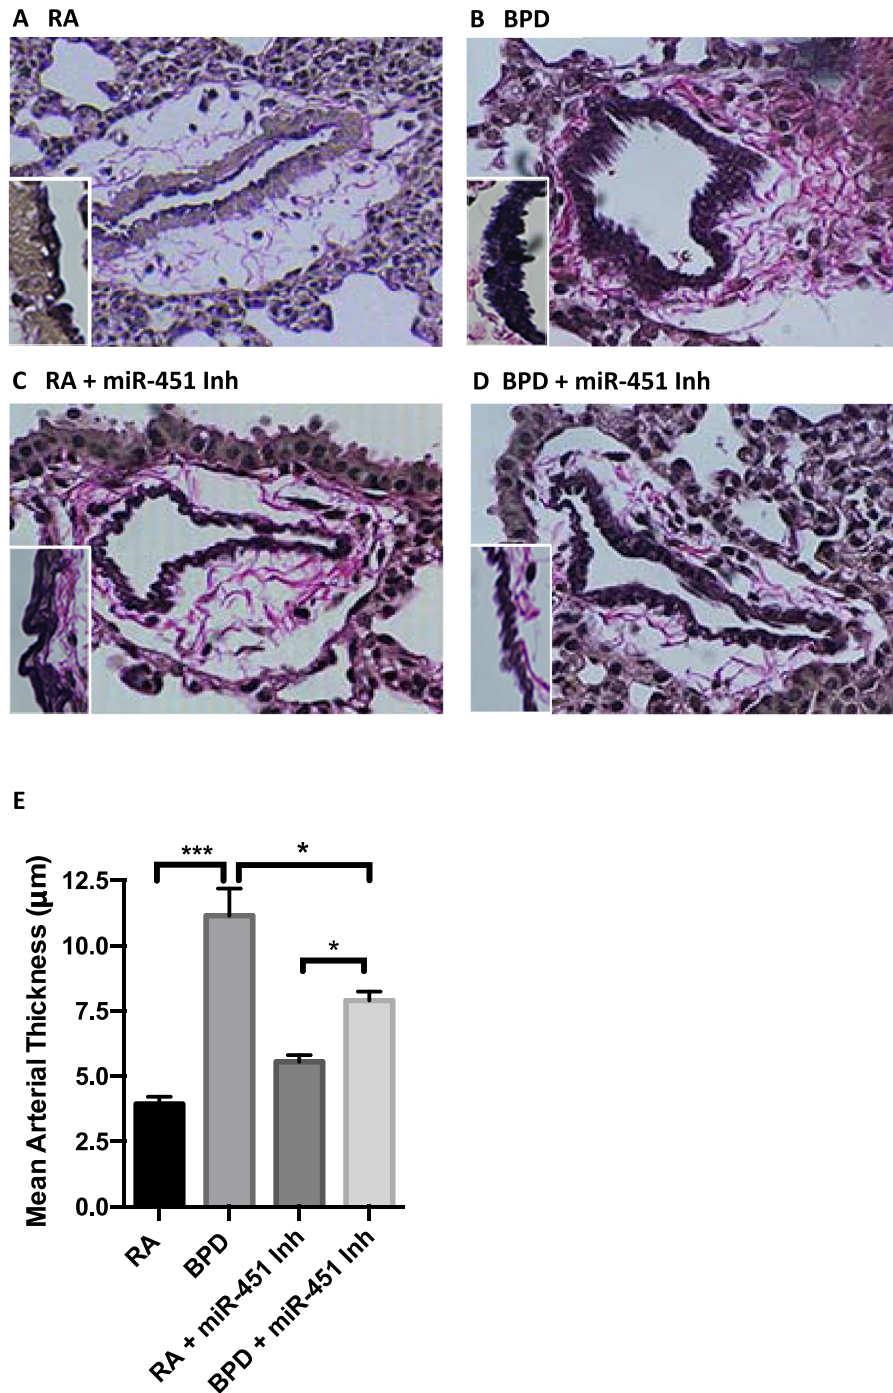 A RA
B BPD
C RA + miR-451 Inh
D BPD + miR-451 Inh
E
Mean Arterial Thickness (μm)
12.5
10.0
7.5
5.0
2.5
0.0
***
*
*
RA
BPD
RA + miR-451 Inh
BPD + miR-451 Inh